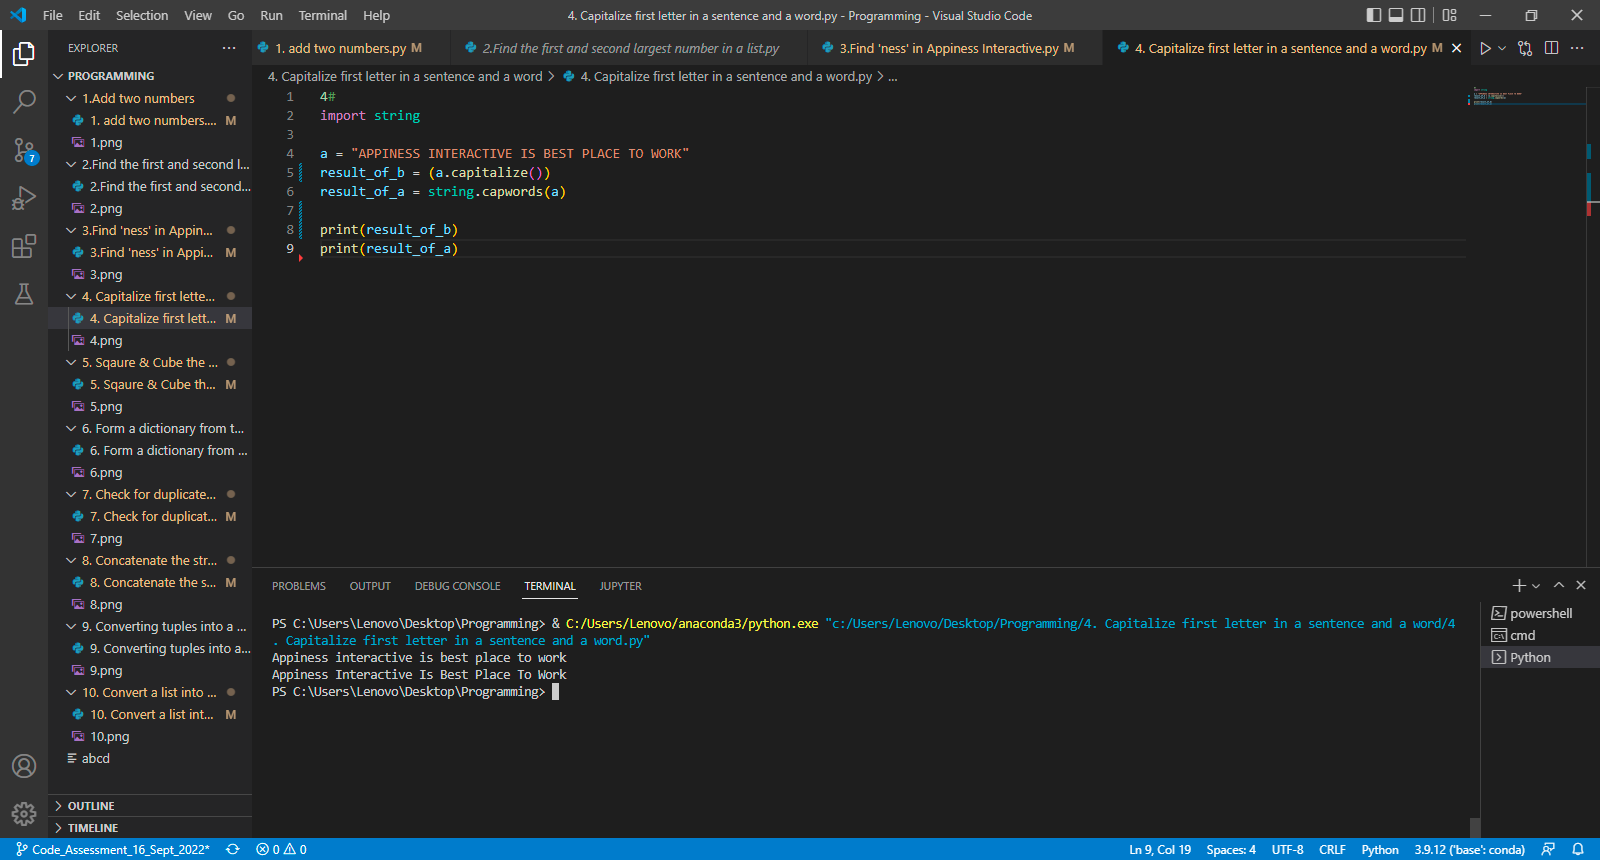 File Edit Selection View Go Run Terminal Help
4. Capitalize first letter in a sentence and a word.py - Programming - Visual Studio Code
EXPLORER ...
PROGRAMMING
1.Add two numbers
1. add two numbers.... M
1.png
2.Find the first and second l...
2.Find the first and second...
2.png
3.Find 'ness' in Appin...
3.Find 'ness' in Appi... M
3.png
4. Capitalize first lette...
4. Capitalize first lett... M
4.png
5. Sqaure & Cube the ...
5. Sqaure & Cube th... M
5.png
6. Form a dictionary from t...
6. Form a dictionary from ...
6.png
7. Check for duplicate...
7. Check for duplicat... M
7.png
8. Concatenate the str...
8. Concatenate the s... M
8.png
9. Converting tuples into a ...
9. Converting tuples into a...
9.png
10. Convert a list into ...
10. Convert a list int... M
10.png
abcd
OUTLINE
TIMELINE
7
1. add two numbers.py M
2.Find the first and second largest number in a list.py
3.Find 'ness' in Appiness Interactive.py M
4. Capitalize first letter in a sentence and a word.py M
4. Capitalize first letter in a sentence and a word > 4. Capitalize first letter in a sentence and a word.py > ...
1 4#
2 import string
3
4 a = "APPINESS INTERACTIVE IS BEST PLACE TO WORK"
5 result_of_b = (a.capitalize())
6 result_of_a = string.capwords(a)
7
8 print(result_of_b)
9 print(result_of_a)
PROBLEMS OUTPUT DEBUG CONSOLE TERMINAL JUPYTER
PS C:\Users\Lenovo\Desktop\Programming> & C:/Users/Lenovo/anaconda3/python.exe "c:/Users/Lenovo/Desktop/Programming/4. Capitalize first letter in a sentence and a word/4
. Capitalize first letter in a sentence and a word.py"
Appiness interactive is best place to work
Appiness Interactive Is Best Place To Work
PS C:\Users\Lenovo\Desktop\Programming>
powershell
cmd
Python
Code_Assessment_16_Sept_2022* 0 0
Ln 9, Col 19 Spaces: 4 UTF-8 CRLF Python 3.9.12 ('base': conda)